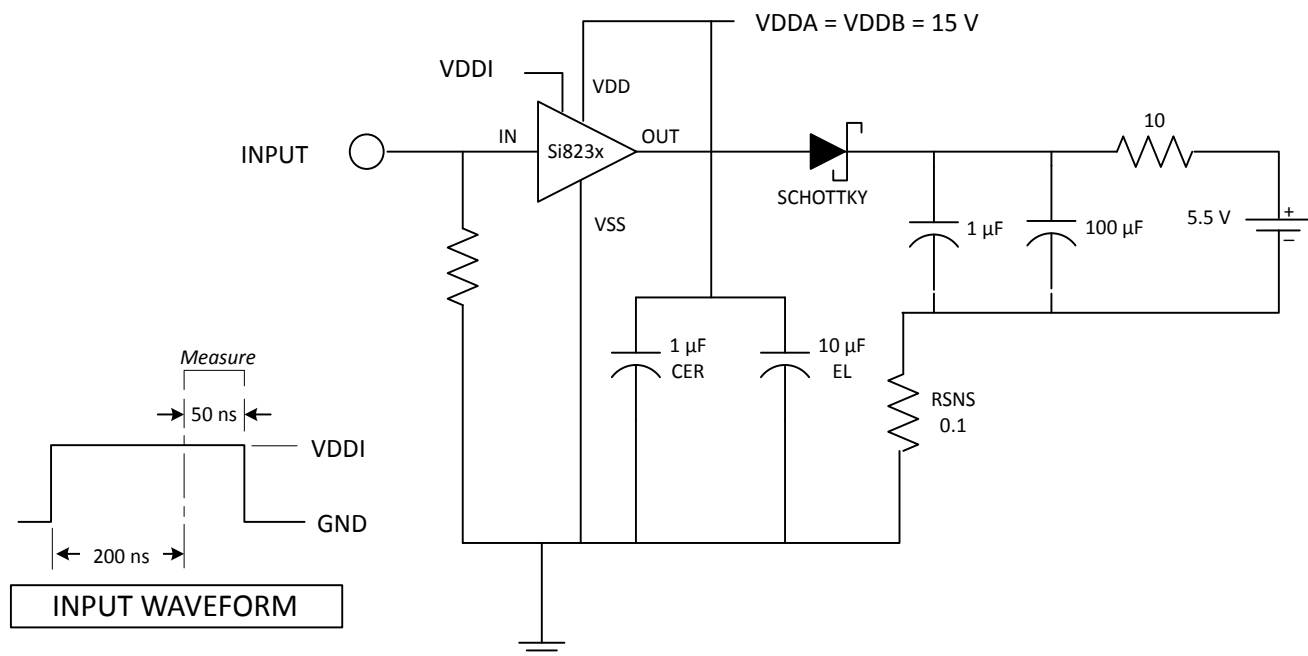 VDDA = VDDB = 15 V
VDDI
VDD
10
INPUT
IN
Si823x
OUT
SCHOTTKY
VSS
1 µF
100 µF
5.5 V
+
–
1 µF
CER
10 µF
EL
RSNS
0.1
Measure
50 ns
VDDI
GND
200 ns
INPUT WAVEFORM